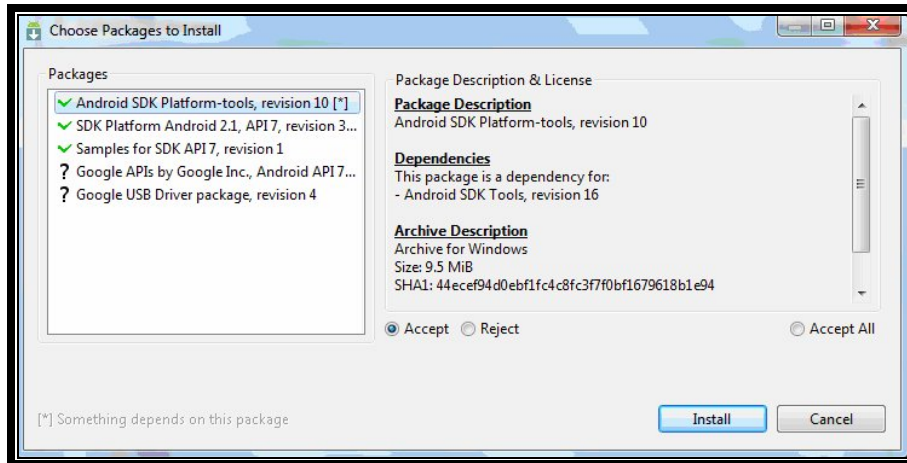 Choose Packages to Install
Packages
Android SDK Platform-tools, revision 10 [*]
SDK Platform Android 2.1, API 7, revision 3...
Samples for SDK API 7, revision 1
? Google APIs by Google Inc., Android API 7...
? Google USB Driver package, revision 4
Package Description & License
Package Description
Android SDK Platform-tools, revision 10
Dependencies
This package is a dependency for:
- Android SDK Tools, revision 16
Archive Description
Archive for Windows
Size: 9.5 MiB
SHA1: 44ecef94d0ebf1fc4c8fc3f7f0bf1679618b1e94
Accept Reject Accept All
[*] Something depends on this package
Install Cancel